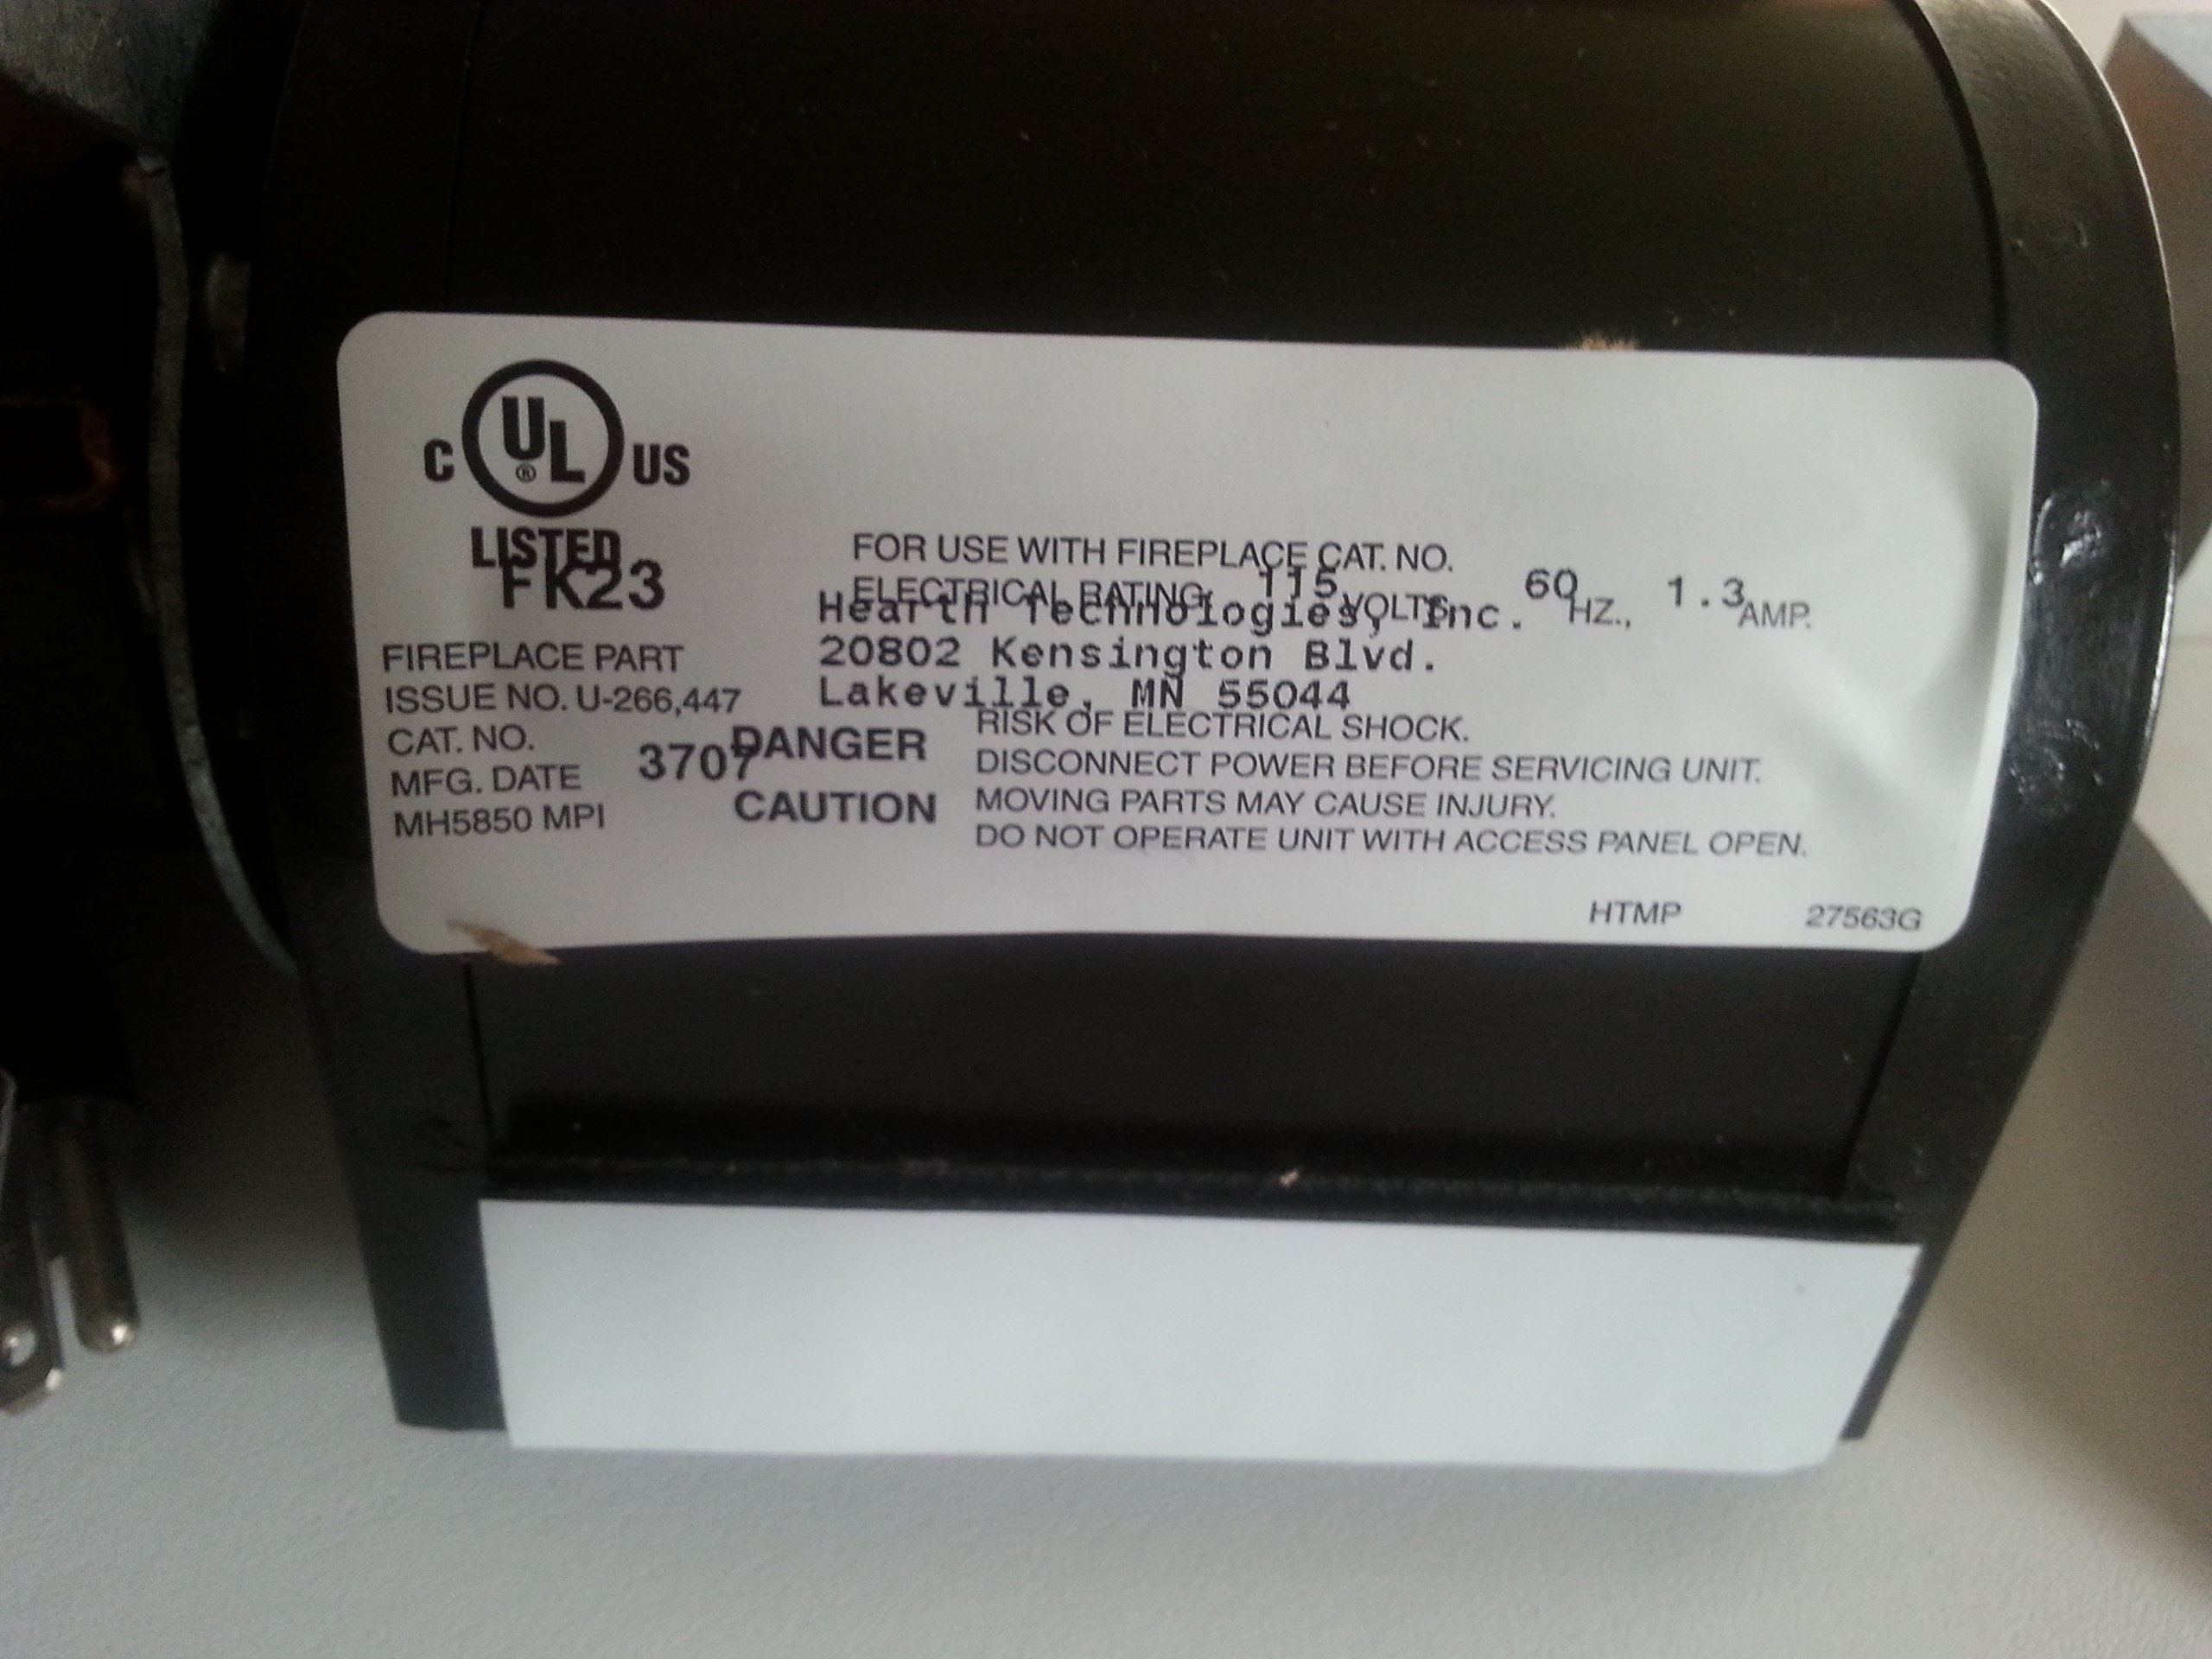 C UL® US
LISTED
FK23
FOR USE WITH FIREPLACE CAT. NO.
ELECTRICAL RATING: 115 VOLTS, 60 HZ., 1.3 AMP.
Hearth Technologies, Inc.
20802 Kensington Blvd.
Lakeville, MN 55044
FIREPLACE PART
ISSUE NO. U-266,447
CAT. NO.
MFG. DATE 3707
MH5850 MPI
DANGER RISK OF ELECTRICAL SHOCK.
DISCONNECT POWER BEFORE SERVICING UNIT.
CAUTION MOVING PARTS MAY CAUSE INJURY.
DO NOT OPERATE UNIT WITH ACCESS PANEL OPEN.
HTMP 27563G